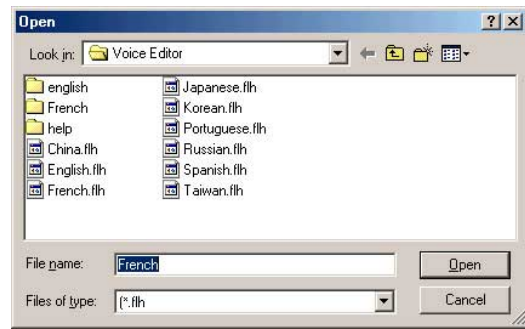 Open
Look in: Voice Editor
english
French
help
China.flh
English.flh
French.flh
Japanese.flh
Korean.flh
Portuguese.flh
Russian.flh
Spanish.flh
Taiwan.flh
File name: French Open
Files of type: (*.flh Cancel